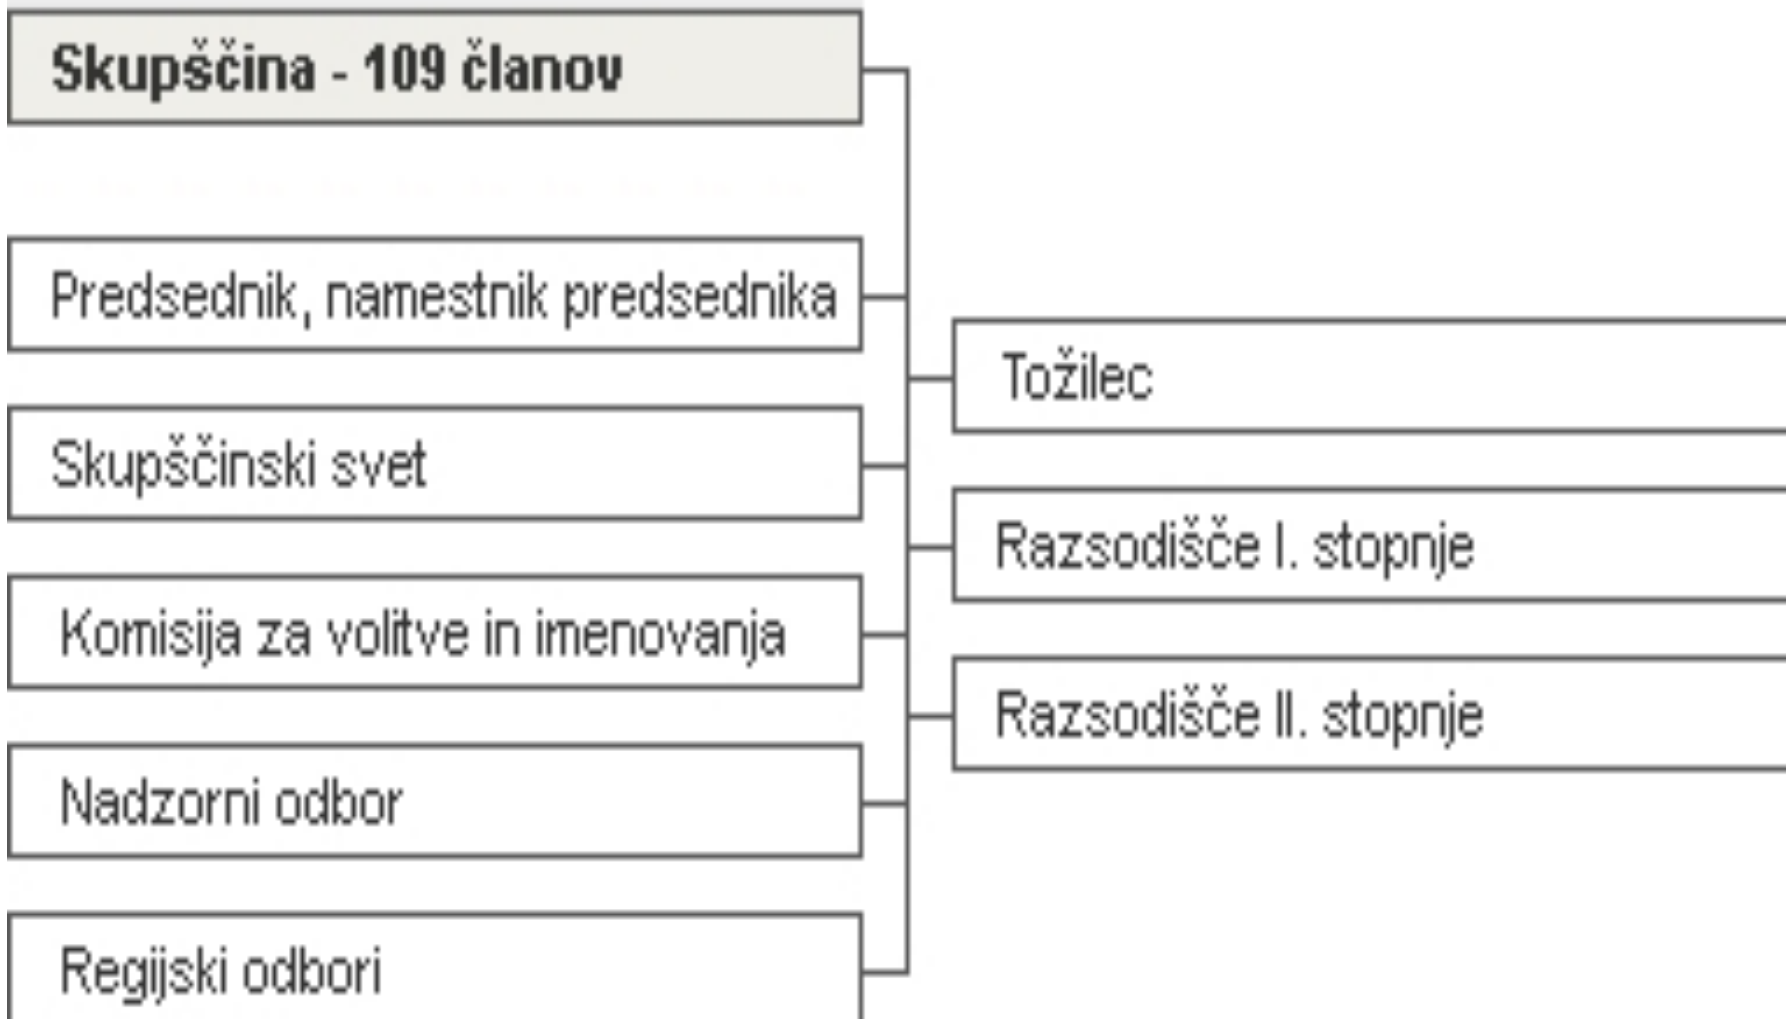 Skupščina - 109 članov
Predsednik, namestnik predsednika
Skupščinski svet
Komisija za volitve in imenovanja
Nadzorni odbor
Regijski odbori
Tožilec
Razsodišče I. stopnje
Razsodišče II. stopnje